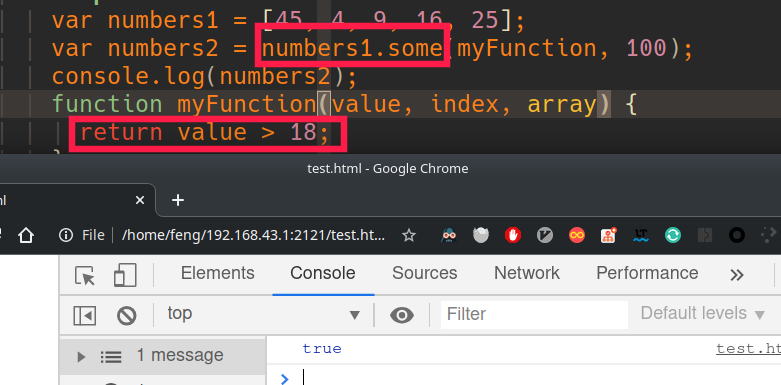 var numbers1 = [45, 4, 9, 16, 25];
var numbers2 = numbers1.some(myFunction, 100);
console.log(numbers2);
function myFunction(value, index, array) {
return value > 18;
test.html - Google Chrome
ml
File /home/feng/192.168.43.1:2121/test.ht...
Elements Console Sources Network Performance
top Filter Default levels
1 message true test.ht